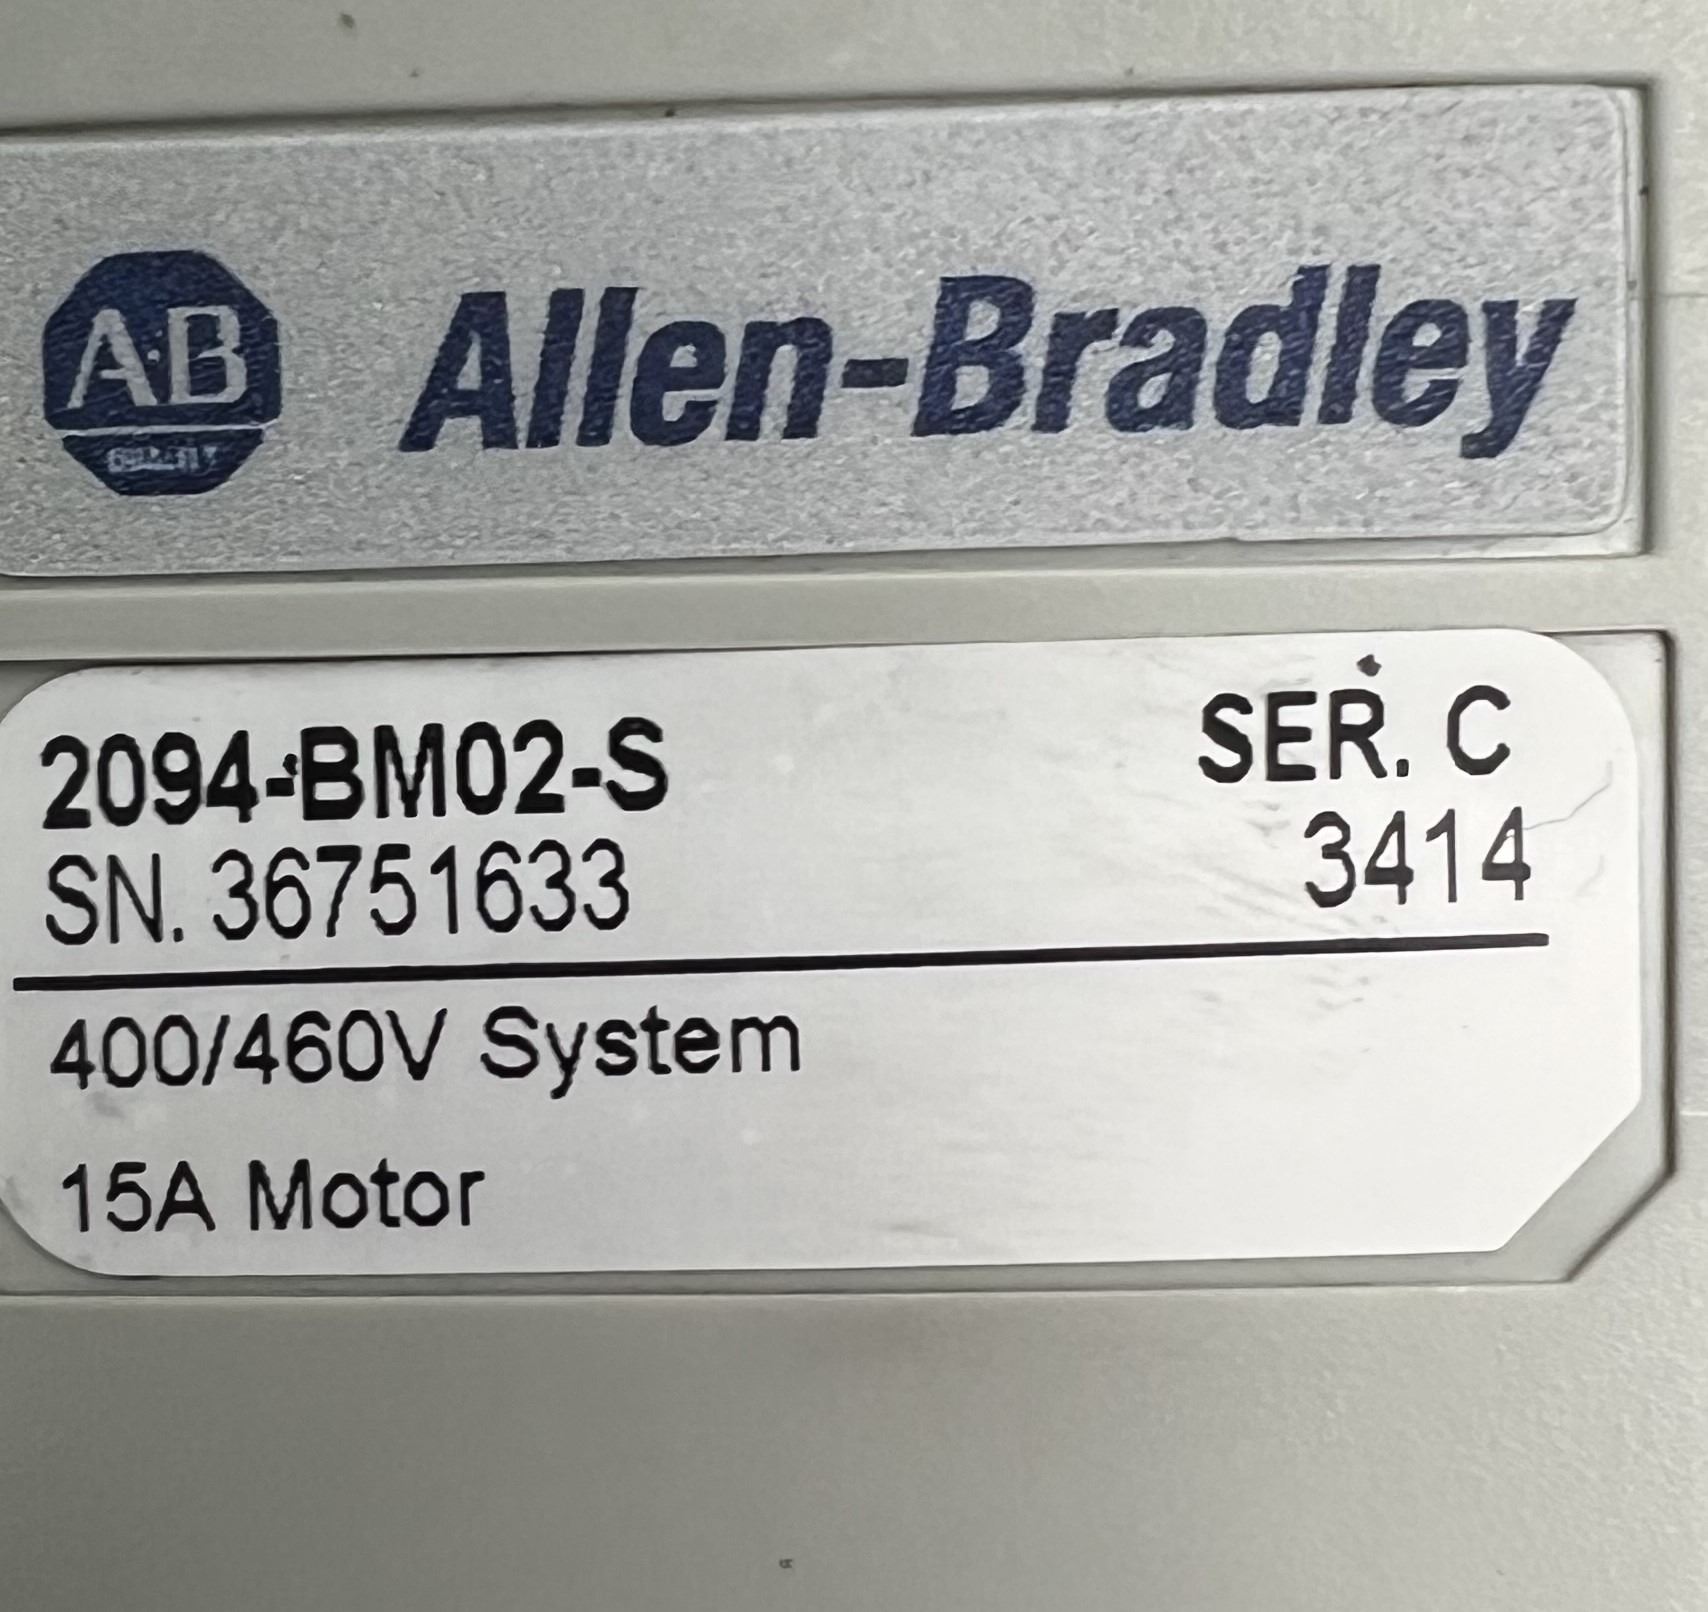 AB
Allen-Bradley
2094-BM02-S
SER. C
SN. 36751633
3414
400/460V System
15A Motor